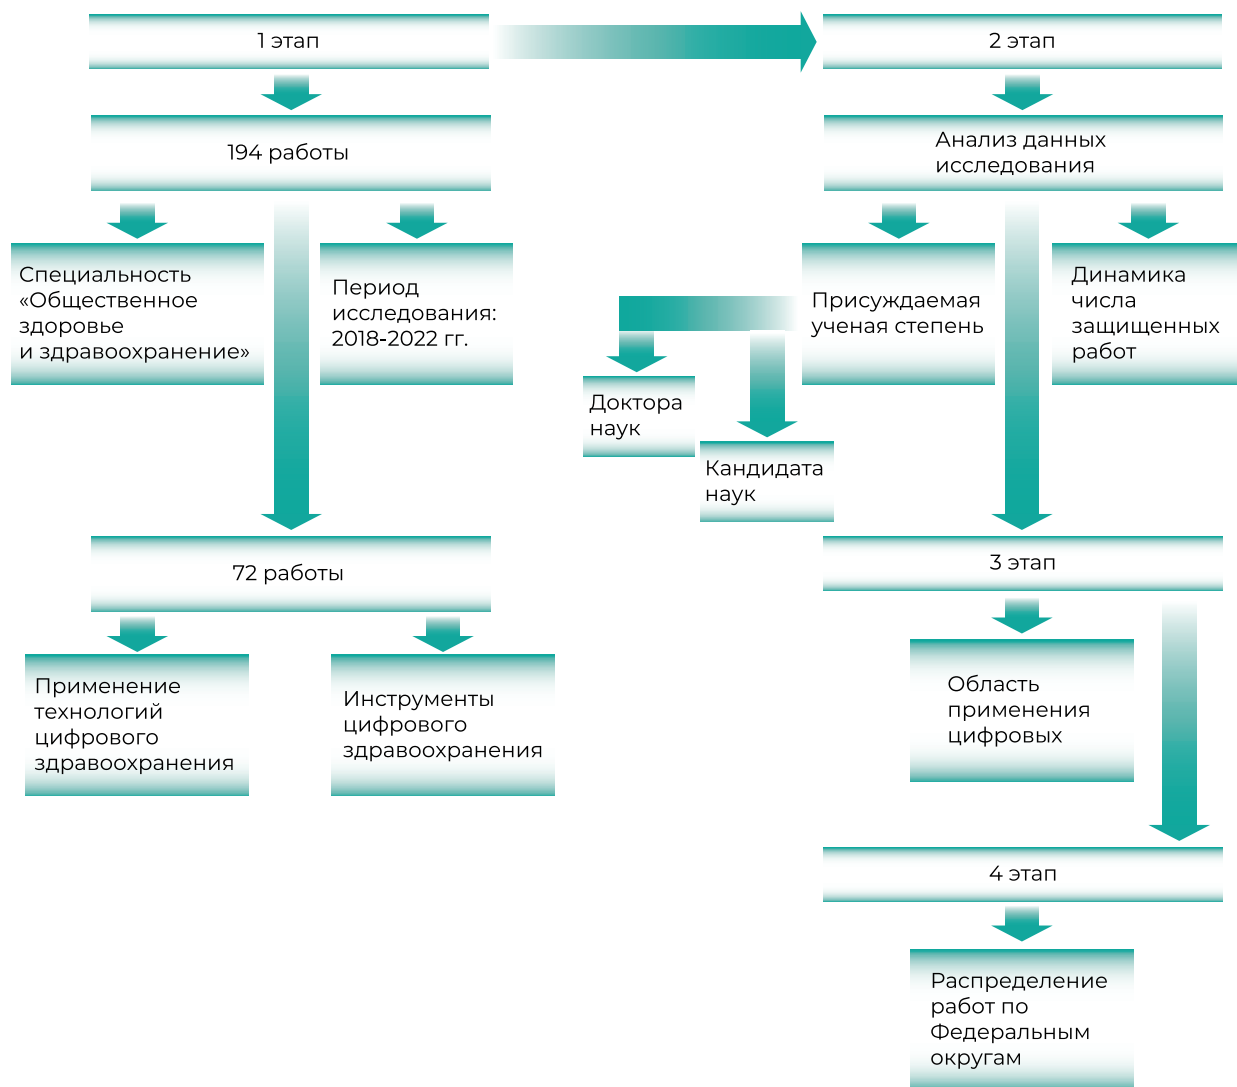 1 этап
194 работы
Специальность
«Общественное
здоровье
и здравоохранение»
Период
исследования:
2018-2022 гг.
72 работы
Применение
технологий
цифрового
здравоохранения
Инструменты
цифрового
здравоохранения
2 этап
Анализ данных
исследования
Присуждаемая
ученая степень
Динамика
числа
защищенных
работ
Доктора
наук
Кандидата
наук
3 этап
Область
применения
цифровых
4 этап
Распределение
работ по
Федеральным
округам